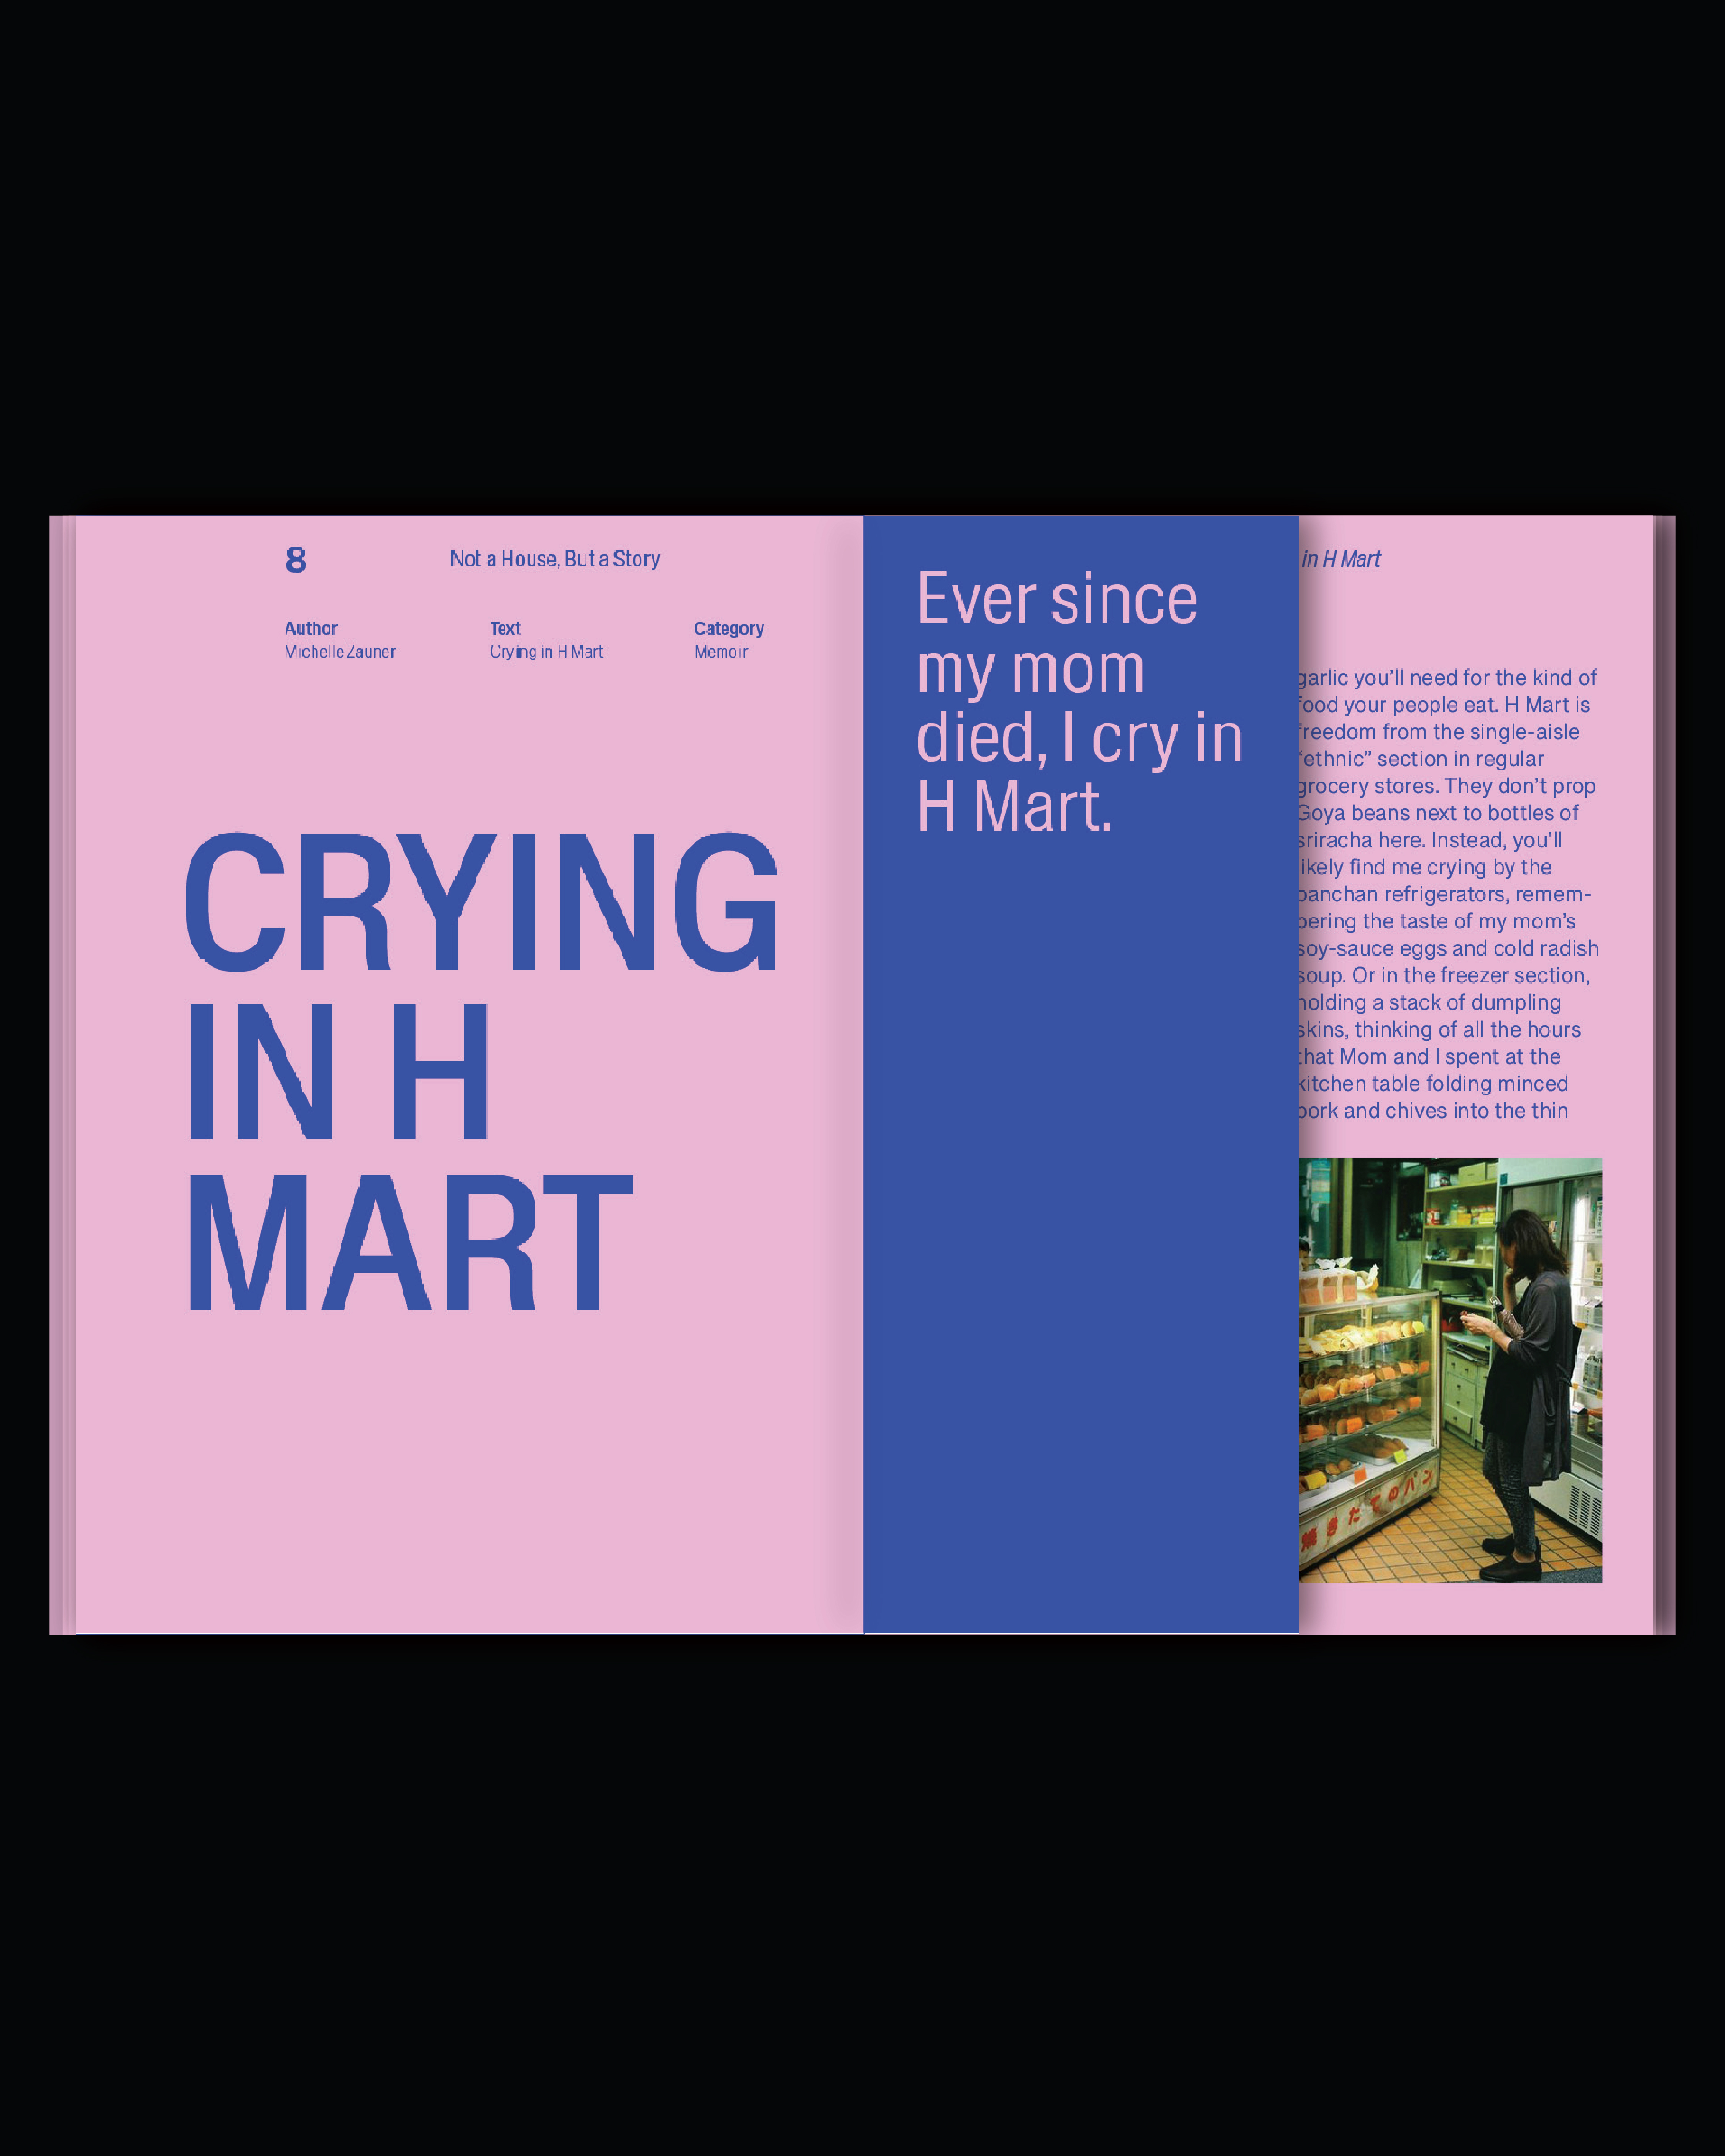 8
Not a House, But a Story
Author
Michelle Zauner
Text
Crying in H Mart
Category
Memoir
CRYING
IN H
MART
Ever since
my mom
died, I cry in
H Mart.
in H Mart
garlic you’ll need for the kind of
food your people eat. H Mart is
freedom from the single-aisle
“ethnic” section in regular
grocery stores. They don’t prop
Goya beans next to bottles of
sriracha here. Instead, you’ll
likely find me crying by the
banchan refrigerators, remem-
bering the taste of my mom’s
soy-sauce eggs and cold radish
soup. Or in the freezer section,
holding a stack of dumpling
skins, thinking of all the hours
that Mom and I spent at the
kitchen table folding minced
pork and chives into the thin
焼きたてのパン